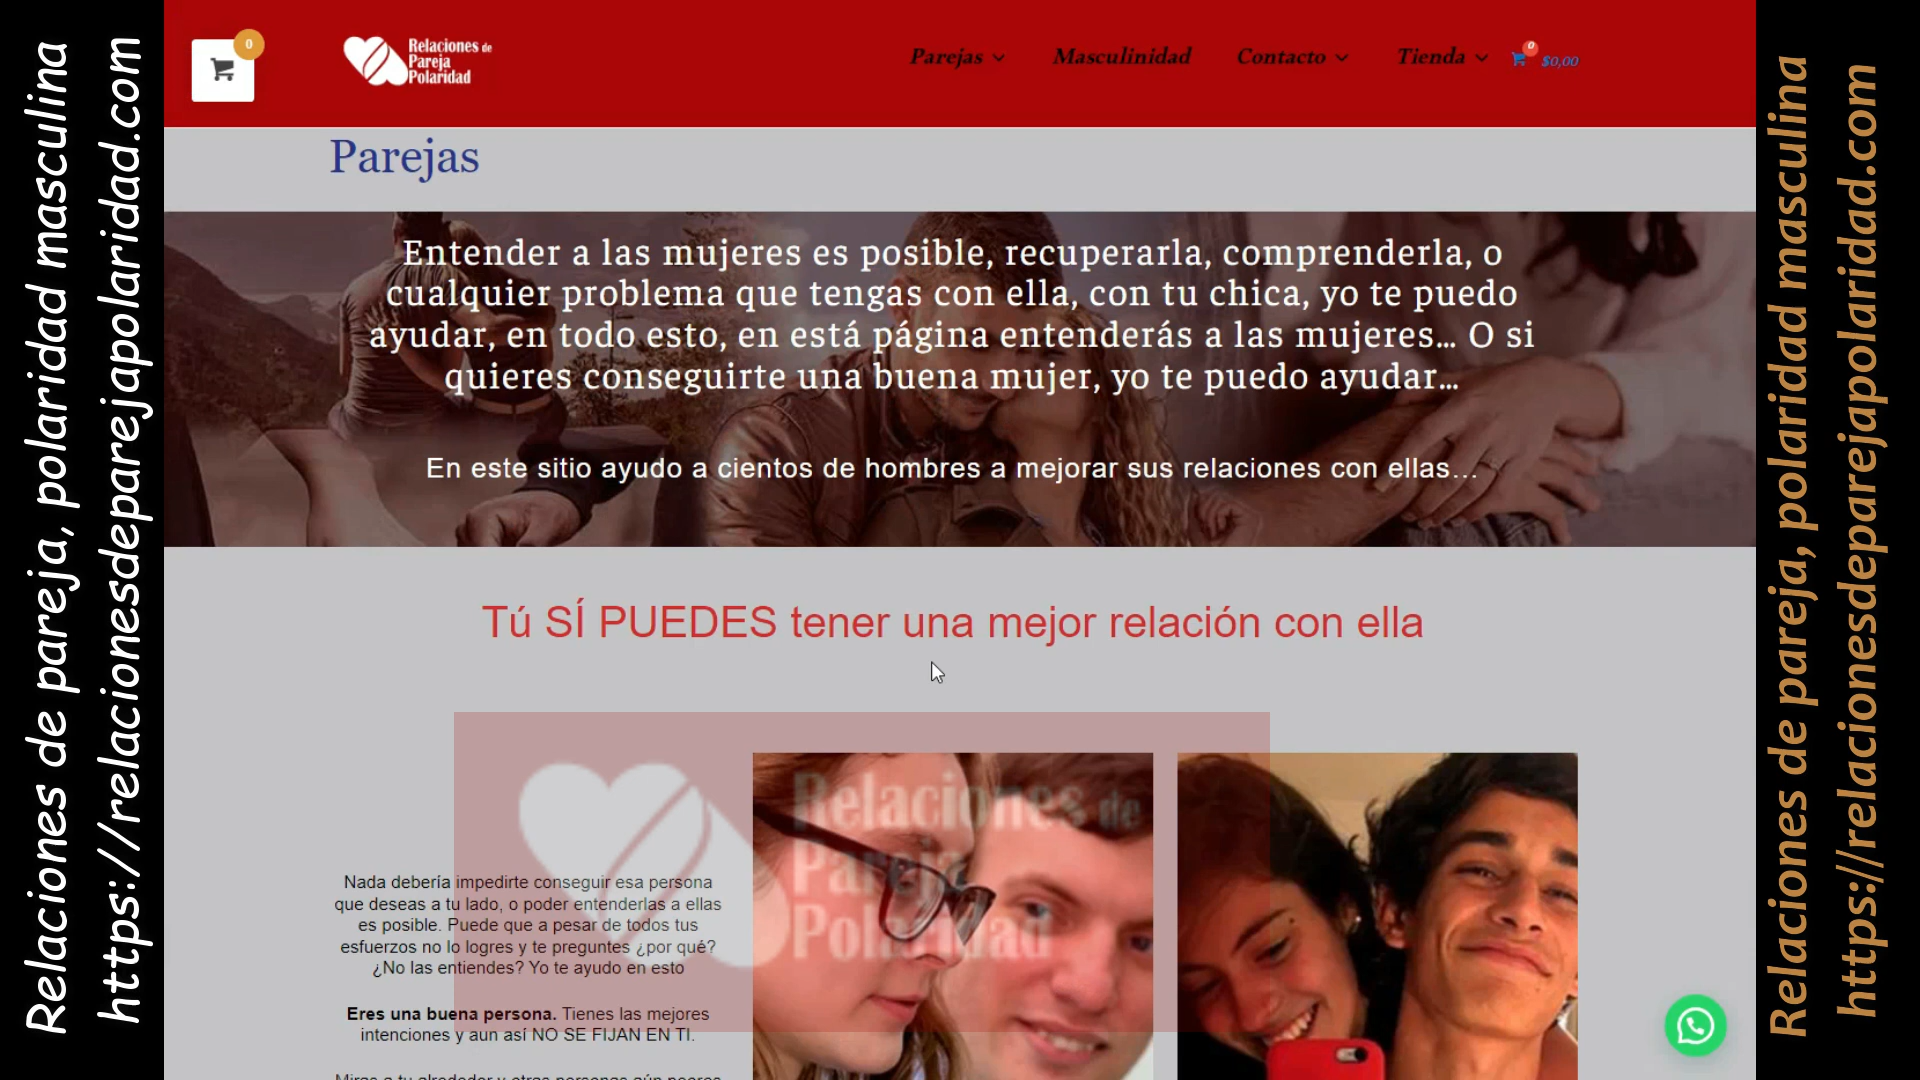 Relaciones de pareja, polaridad masculina
https://relacionesdeparejapolaridad.com
0
Relaciones de
Pareja
Polaridad
Parejas
Masculinidad
Contacto
Tienda
0
$0,00
Parejas
Entender a las mujeres es posible, recuperarla, comprenderla, o
cualquier problema que tengas con ella, con tu chica, yo te puedo
ayudar, en todo esto, en está página entenderás a las mujeres... O si
quieres conseguirte una buena mujer, yo te puedo ayudar...
En este sitio ayudo a cientos de hombres a mejorar sus relaciones con ellas...
Tú SÍ PUEDES tener una mejor relación con ella
Relaciones de
Pareja
Polaridad
Nada debería impedirte conseguir esa persona
que deseas a tu lado, o poder entenderlas a ellas
es posible. Puede que a pesar de todos tus
esfuerzos no lo logres y te preguntes ¿por qué?
¿No las entiendes? Yo te ayudo en esto
Eres una buena persona. Tienes las mejores
intenciones y aun así NO SE FIJAN EN TI.
Relaciones de pareja, polaridad masculina
https://relacionesdeparejapolaridad.com